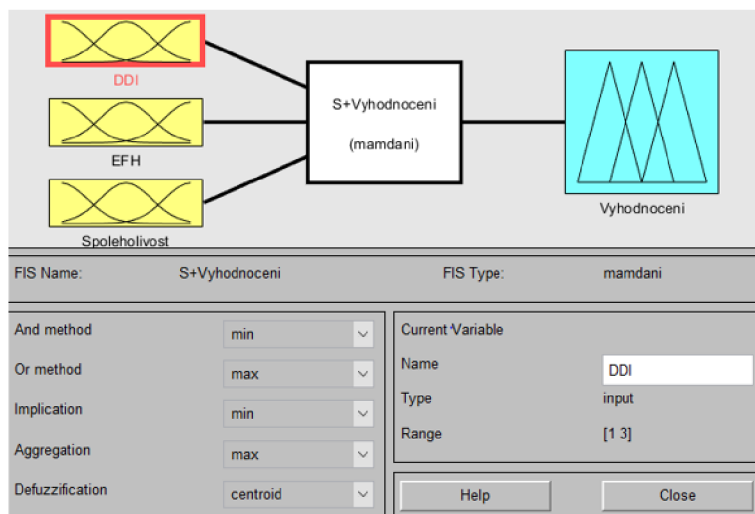 DDI
S+Vyhodnoceni
(mamdani)
EFH
Vyhodnoceni
Spoleholivost
FIS Name: S+Vyhodnoceni FIS Type: mamdani
And method min
Or method max
Implication min
Aggregation max
Defuzzification centroid
Current Variable
Name DDI
Type input
Range [1 3]
Help Close